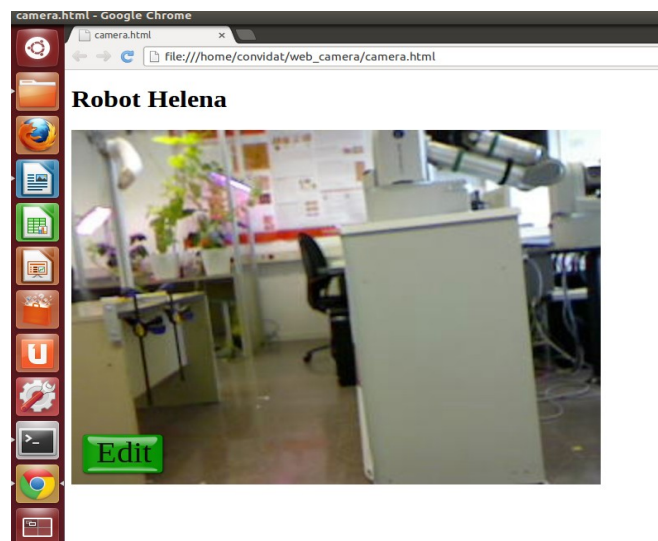 camera.html - Google Chrome
camera.html
file:///home/convidat/web_camera/camera.html
Robot Helena
Edit